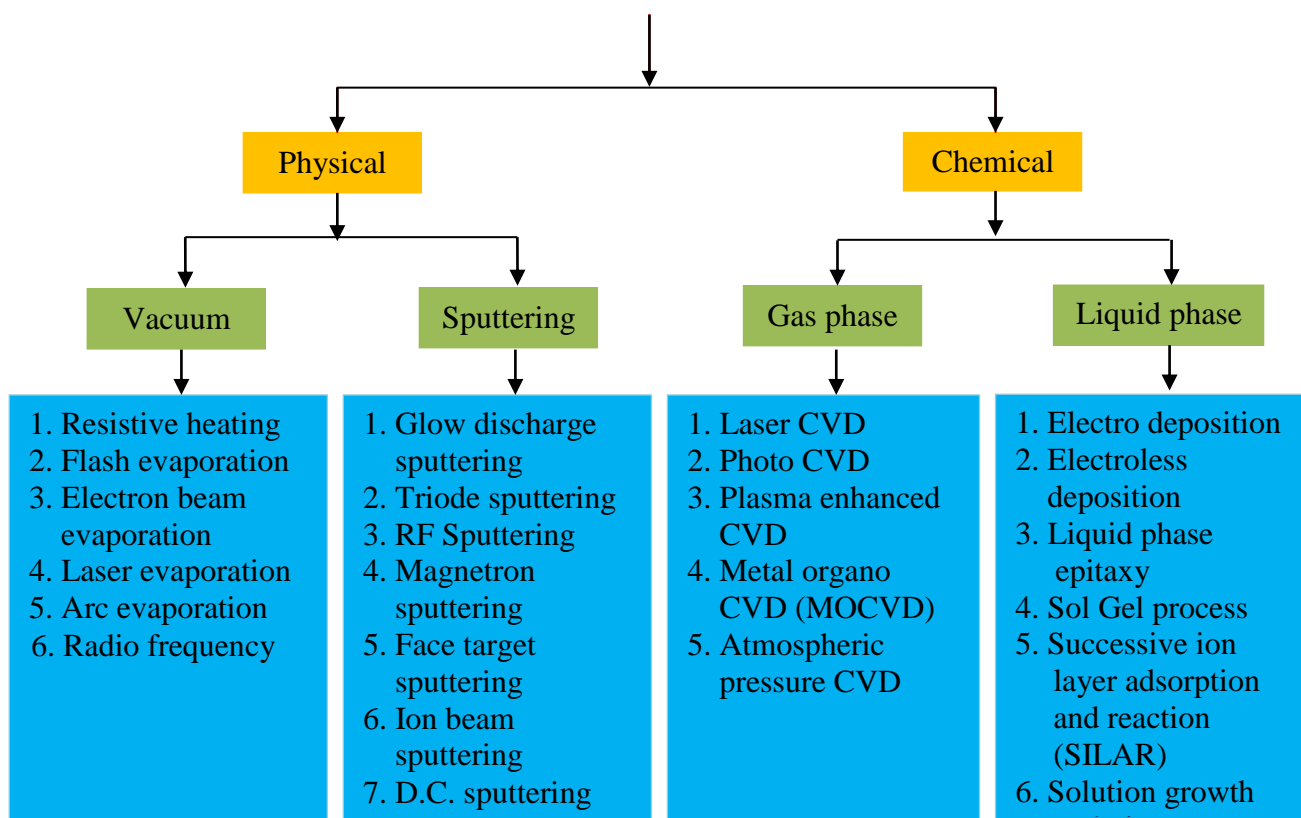 Physical
Chemical
Vacuum
Sputtering
Gas phase
Liquid phase
1. Resistive heating
2. Flash evaporation
3. Electron beam
evaporation
4. Laser evaporation
5. Arc evaporation
6. Radio frequency
1. Glow discharge
sputtering
2. Triode sputtering
3. RF Sputtering
4. Magnetron
sputtering
5. Face target
sputtering
6. Ion beam
sputtering
7. D.C. sputtering
1. Laser CVD
2. Photo CVD
3. Plasma enhanced
CVD
4. Metal organo
CVD (MOCVD)
5. Atmospheric
pressure CVD
1. Electro deposition
2. Electroless
deposition
3. Liquid phase
epitaxy
4. Sol Gel process
5. Successive ion
layer adsorption
and reaction
(SILAR)
6. Solution growth